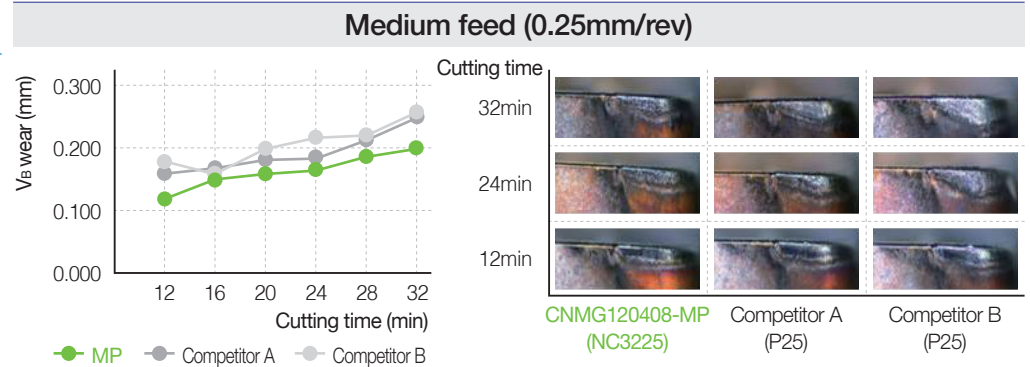 Medium feed (0.25mm/rev)
VB wear (mm)
0.300
0.200
0.100
0.000
12 16 20 24 28 32
Cutting time (min)
MP Competitor A Competitor B
Cutting time
32min
24min
12min
CNMG120408-MP Competitor A Competitor B
(NC3225) (P25) (P25)